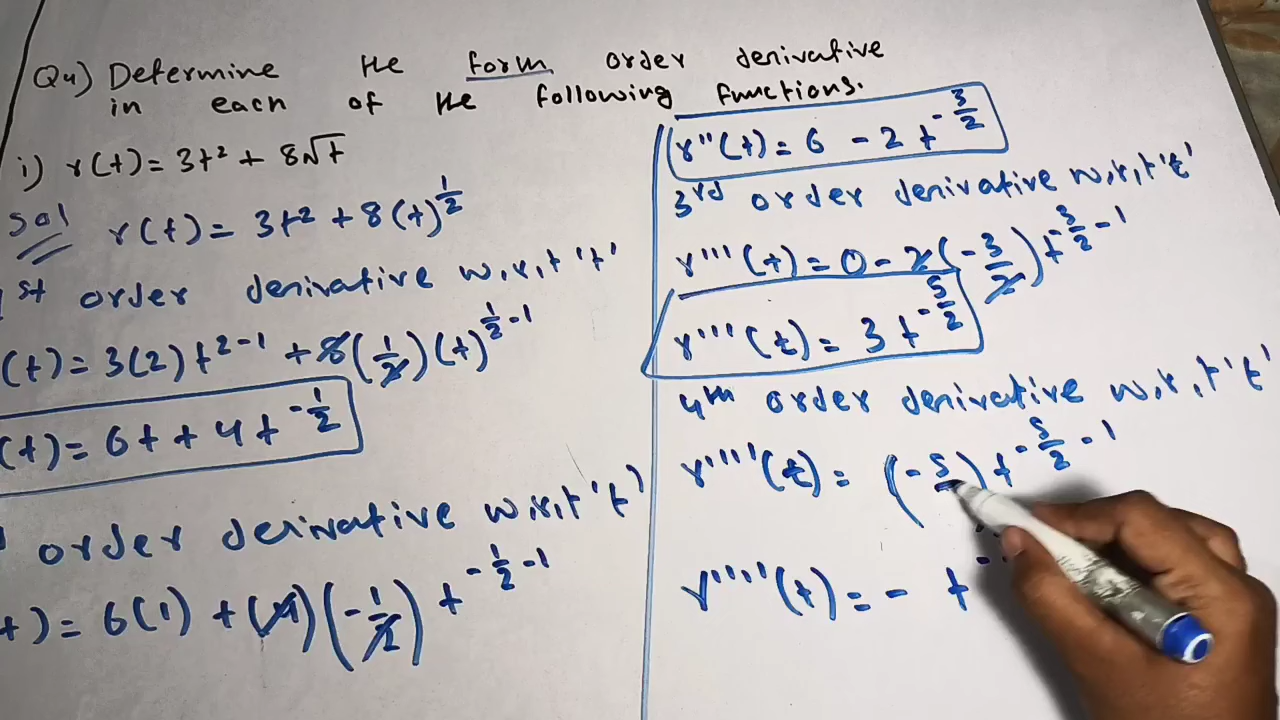 Q4) Determine the form order derivative
in each of the following functions.
i) r(t) = 3t² + 8√t
Sol r(t) = 3t² + 8(t)^{1/2}
1st order derivative w.r.t 't'
(t) = 3(2)t^{2-1} + 8(1/2)(t)^{1/2 - 1}
(t) = 6t + 4t^{-1/2}
order derivative w.r.t 't'
t) = 6(1) + (4)(-1/2)t^{-1/2 - 1}
r''(t) = 6 - 2t^{-3/2}
3rd order derivative w.r.t 't'
r'''(t) = 0 - 2(-3/2)t^{-3/2 - 1}
r'''(t) = 3t^{-5/2}
4th order derivative w.r.t 't'
r''''(t) = (-5/)t^{-5/2 - 1}
r''''(t) = - t^-